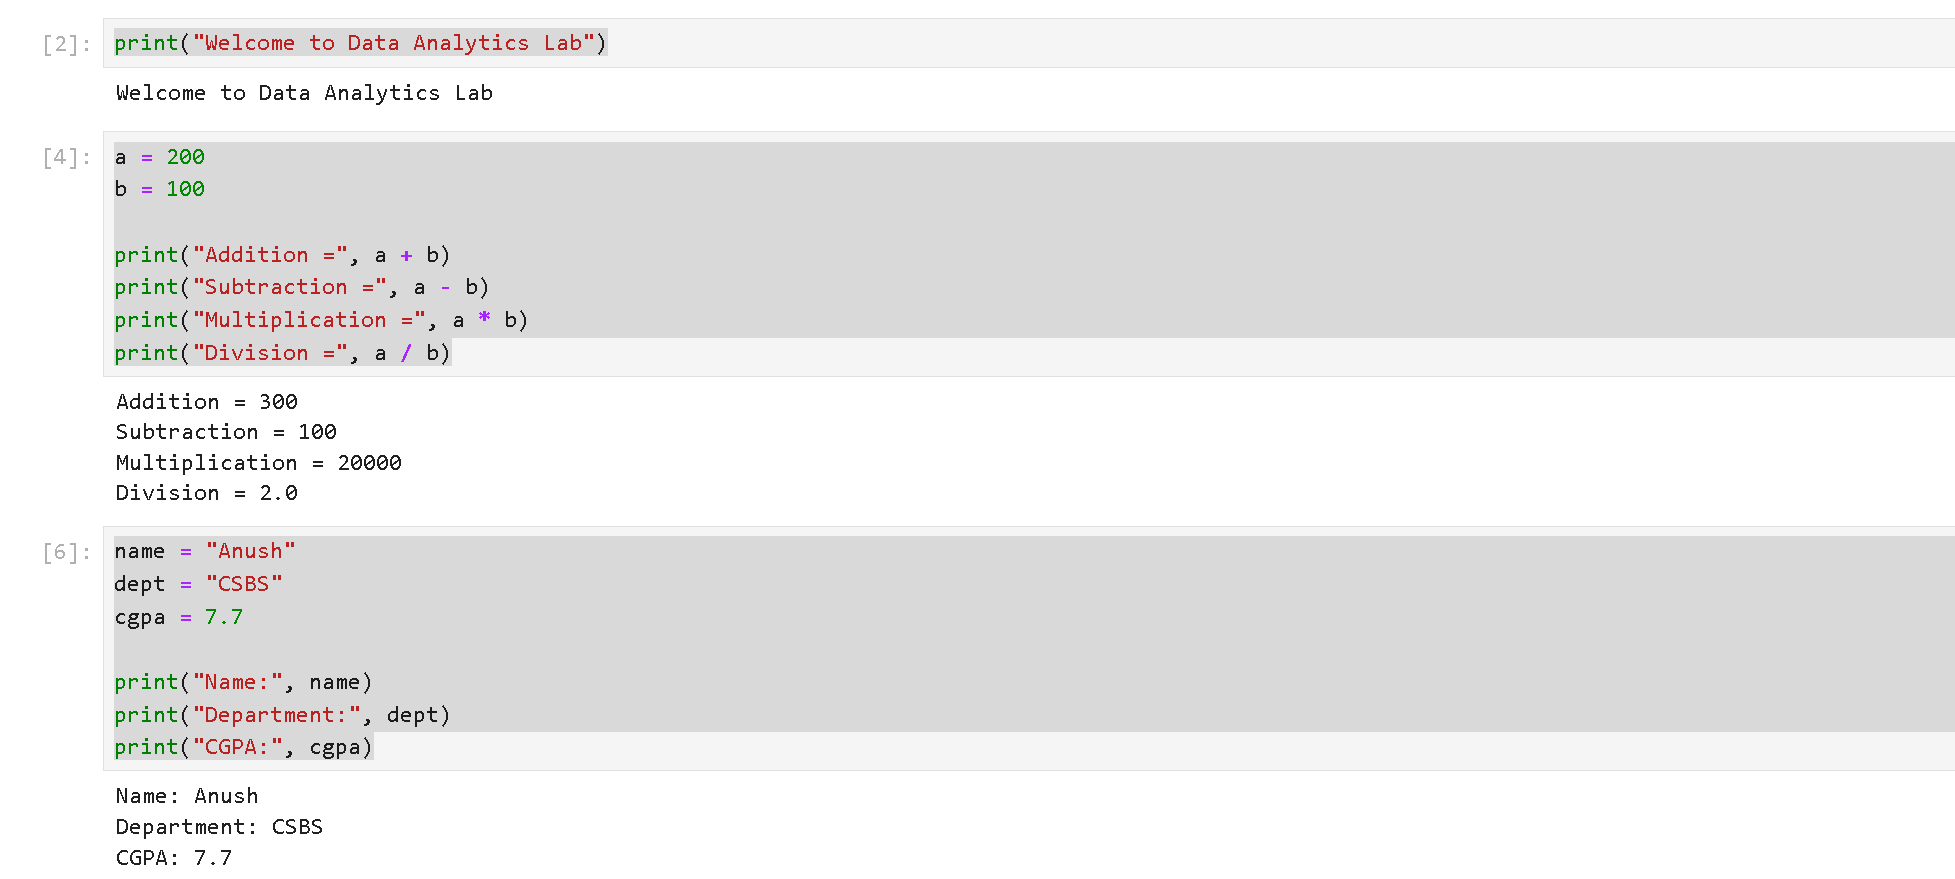 [2]: print("Welcome to Data Analytics Lab")
Welcome to Data Analytics Lab
[4]: a = 200
b = 100
print("Addition =", a + b)
print("Subtraction =", a - b)
print("Multiplication =", a * b)
print("Division =", a / b)
Addition = 300
Subtraction = 100
Multiplication = 20000
Division = 2.0
[6]: name = "Anush"
dept = "CSBS"
cgpa = 7.7
print("Name:", name)
print("Department:", dept)
print("CGPA:", cgpa)
Name: Anush
Department: CSBS
CGPA: 7.7